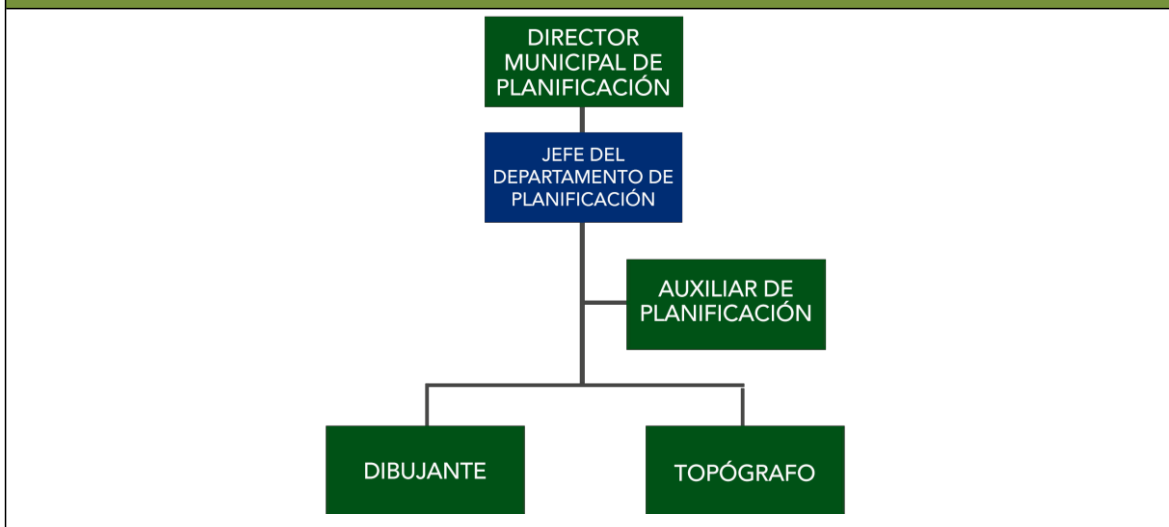 DIRECTOR
MUNICIPAL DE
PLANIFICACIÓN
JEFE DEL
DEPARTAMENTO DE
PLANIFICACIÓN
AUXILIAR DE
PLANIFICACIÓN
DIBUJANTE
TOPÓGRAFO